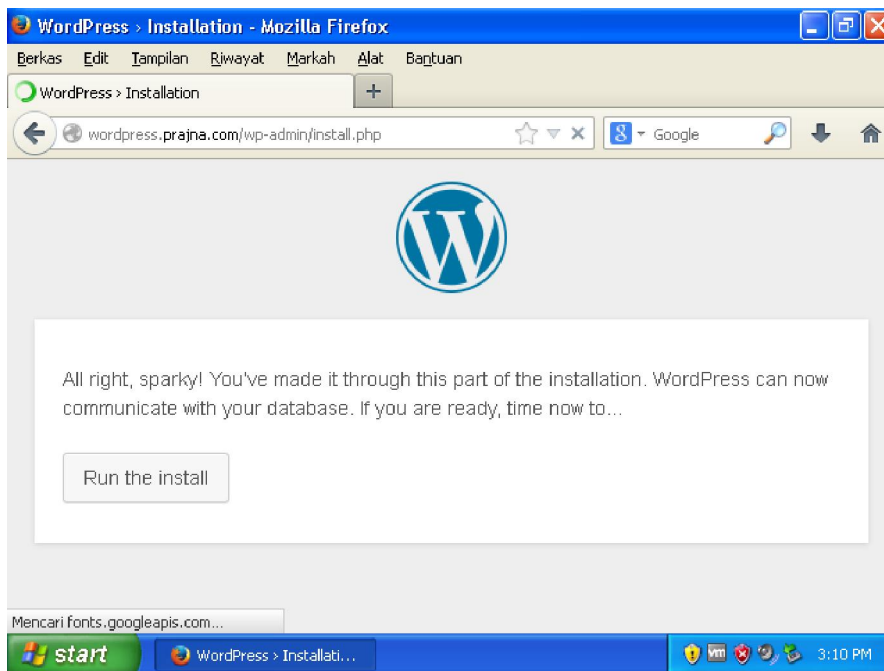 WordPress › Installation - Mozilla Firefox
Berkas Edit Tampilan Riwayat Markah Alat Bantuan
WordPress › Installation
wordpress.prajna.com/wp-admin/install.php
Google
All right, sparky! You've made it through this part of the installation. WordPress can now
communicate with your database. If you are ready, time now to...
Run the install
Mencari fonts.googleapis.com...
start
WordPress › Installati...
3:10 PM